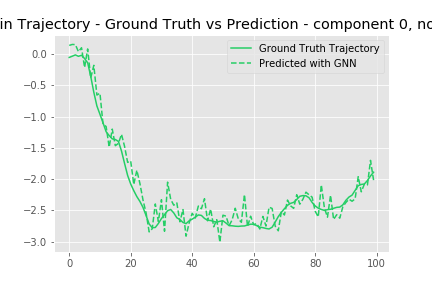 in Trajectory - Ground Truth vs Prediction - component 0, no
Ground Truth Trajectory
Predicted with GNN
0.0
−0.5
−1.0
−1.5
−2.0
−2.5
−3.0
0 20 40 60 80 100